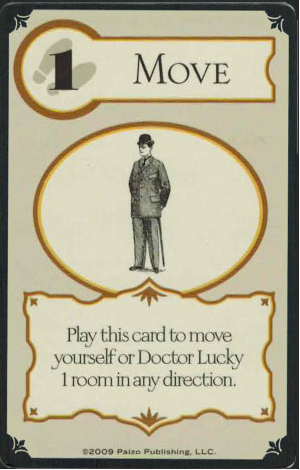 1 MOVE
Play this card to move
yourself or Doctor Lucky
1 room in any direction.
©2009 Paizo Publishing, LLC.